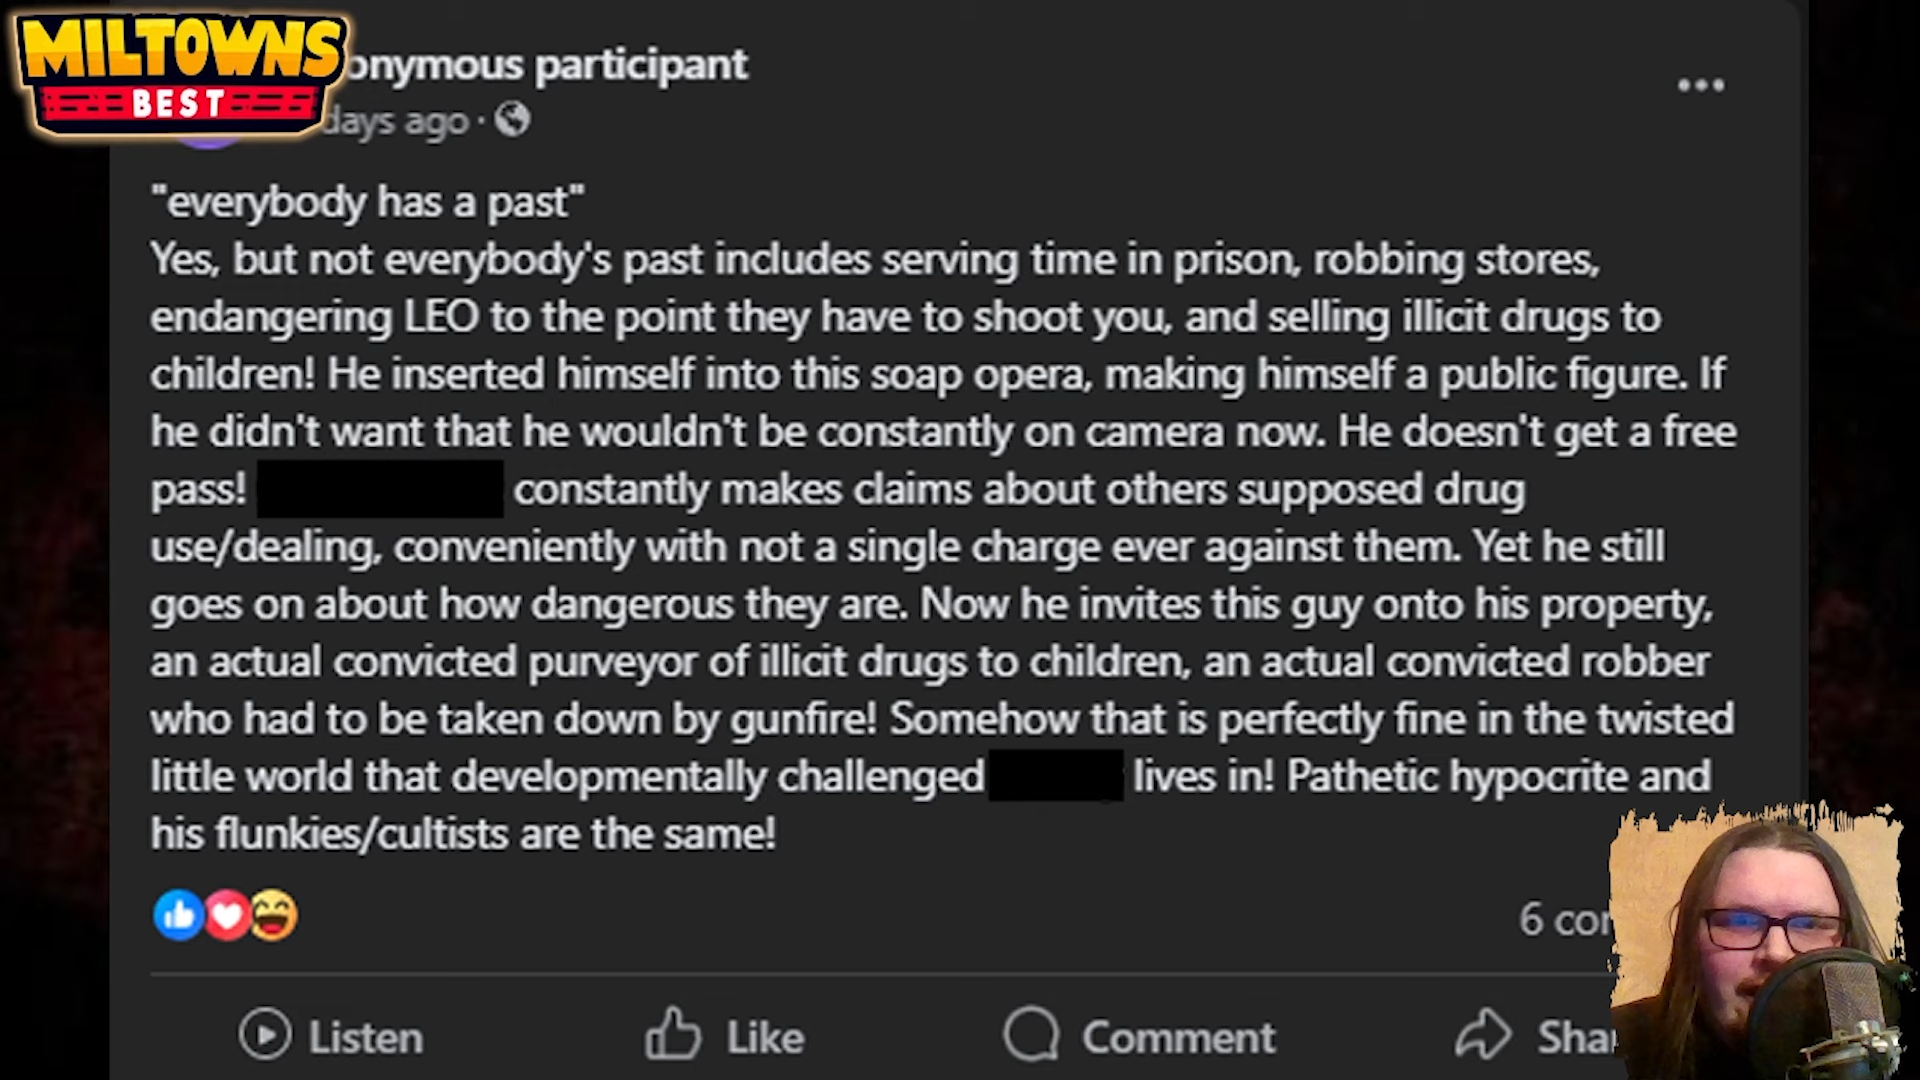 MILTOWNS
BEST
onymous participant
days ago ·
"everybody has a past"
Yes, but not everybody's past includes serving time in prison, robbing stores,
endangering LEO to the point they have to shoot you, and selling illicit drugs to
children! He inserted himself into this soap opera, making himself a public figure. If
he didn't want that he wouldn't be constantly on camera now. He doesn't get a free
pass! constantly makes claims about others supposed drug
use/dealing, conveniently with not a single charge ever against them. Yet he still
goes on about how dangerous they are. Now he invites this guy onto his property,
an actual convicted purveyor of illicit drugs to children, an actual convicted robber
who had to be taken down by gunfire! Somehow that is perfectly fine in the twisted
little world that developmentally challenged lives in! Pathetic hypocrite and
his flunkies/cultists are the same!
6 cor
Listen
Like
Comment
Shar